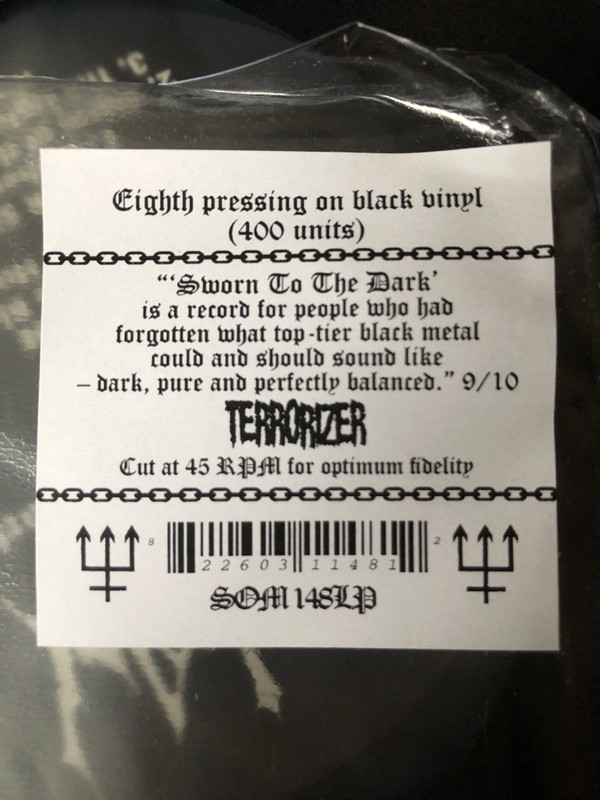 Eighth pressing on black vinyl
(400 units)
“‘Sworn To The Dark’
is a record for people who had
forgotten what top-tier black metal
could and should sound like
– dark, pure and perfectly balanced.” 9/10
TERRORIZER
Cut at 45 RPM for optimum fidelity
8 22603 11481 2
SOM 148LP